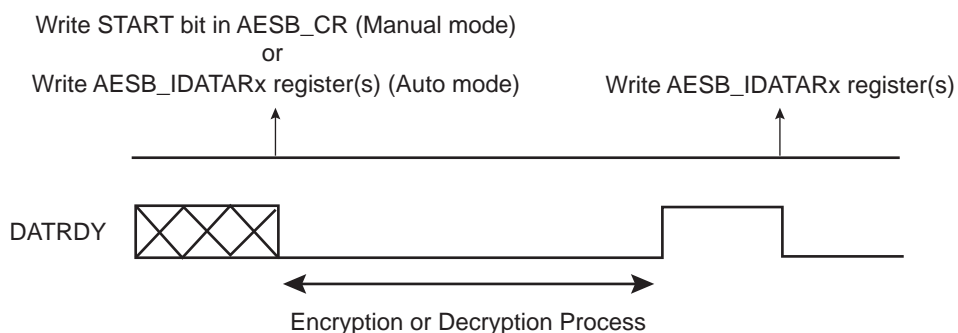 Write START bit in AESB_CR (Manual mode)
or
Write AESB_IDATARx register(s) (Auto mode)
Write AESB_IDATARx register(s)
DATRDY
Encryption or Decryption Process